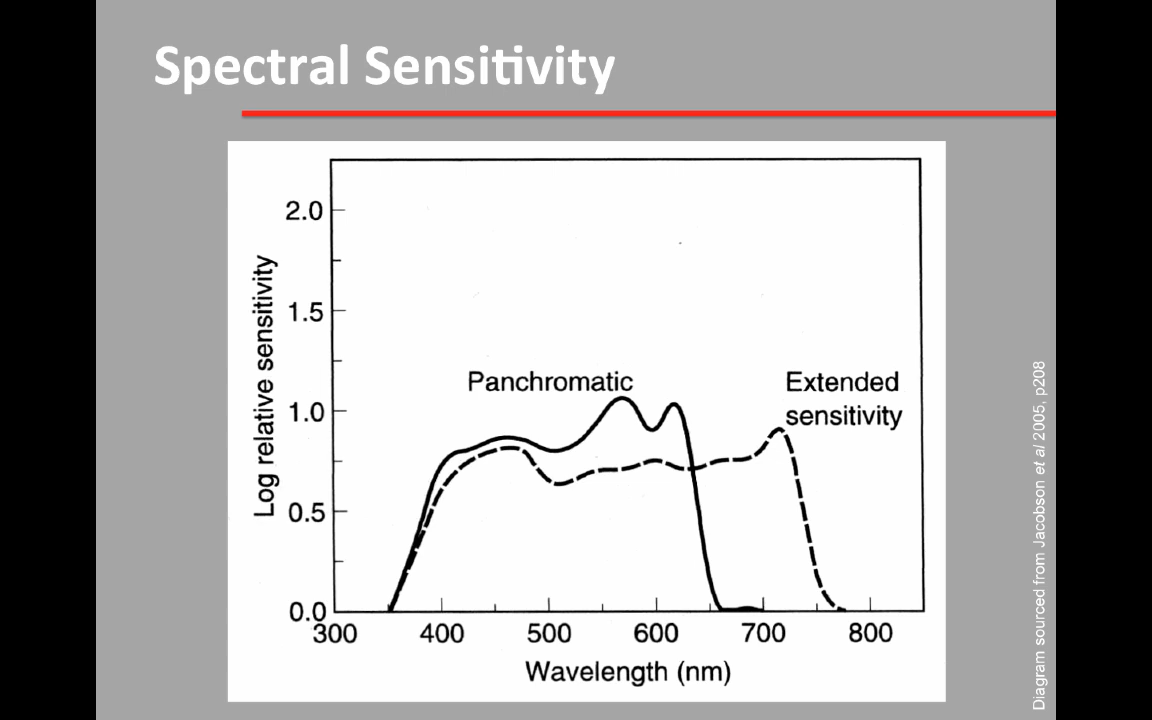 Spectral Sensitivity
2.0
1.5
1.0
0.5
0.0
Log relative sensitivity
Panchromatic
Extended
sensitivity
300 400 500 600 700 800
Wavelength (nm)
Diagram sourced from Jacobson et al 2005, p208